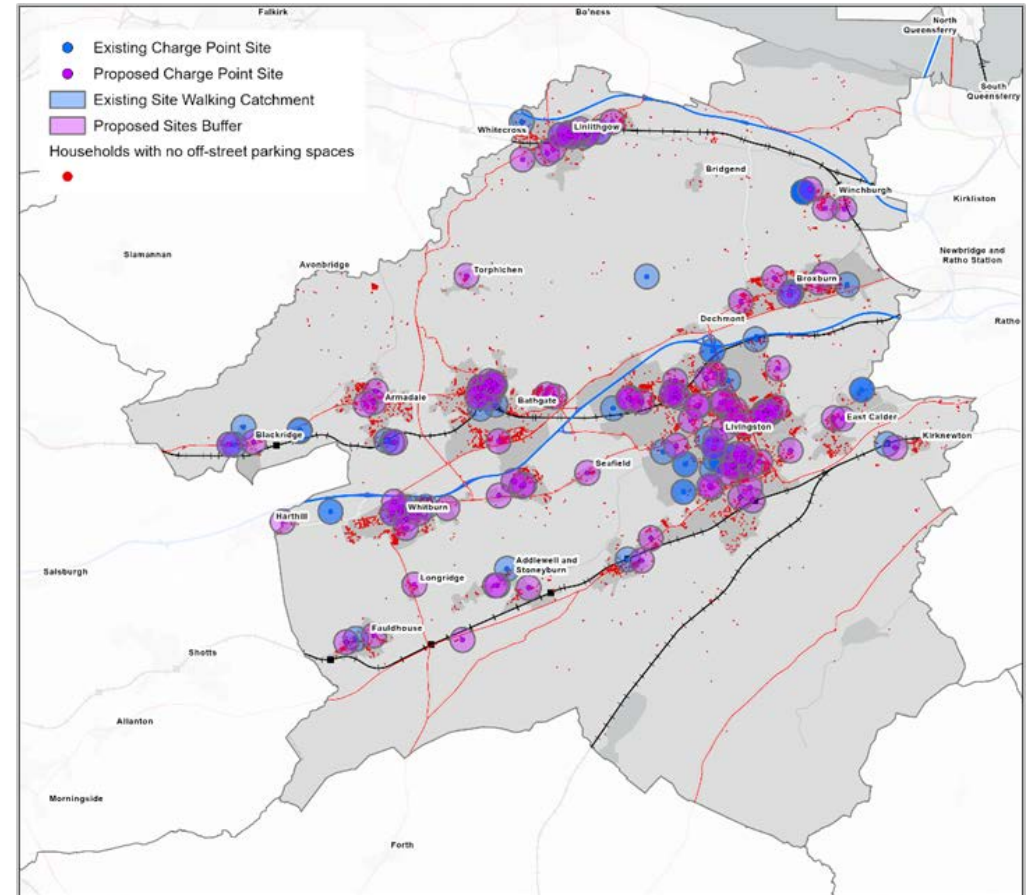 Falkirk
Bo'ness
North
Queensferry
South
Queensferry
Existing Charge Point Site
Proposed Charge Point Site
Existing Site Walking Catchment
Proposed Sites Buffer
Households with no off-street parking spaces
Whitecross
Linlithgow
Bridgend
Winchburgh
Kirkliston
Slamannan
Avonbridge
Torphichen
Newbridge and
Ratho Station
Broxburn
Dechmont
Ratho
Armadale
Bathgate
East Calder
Livingston
Blackridge
Kirknewton
Seafield
Harthill
Whitburn
Salsburgh
Addlewell and
Stoneyburn
Longridge
Fauldhouse
Shotts
Allanton
Morningside
Forth